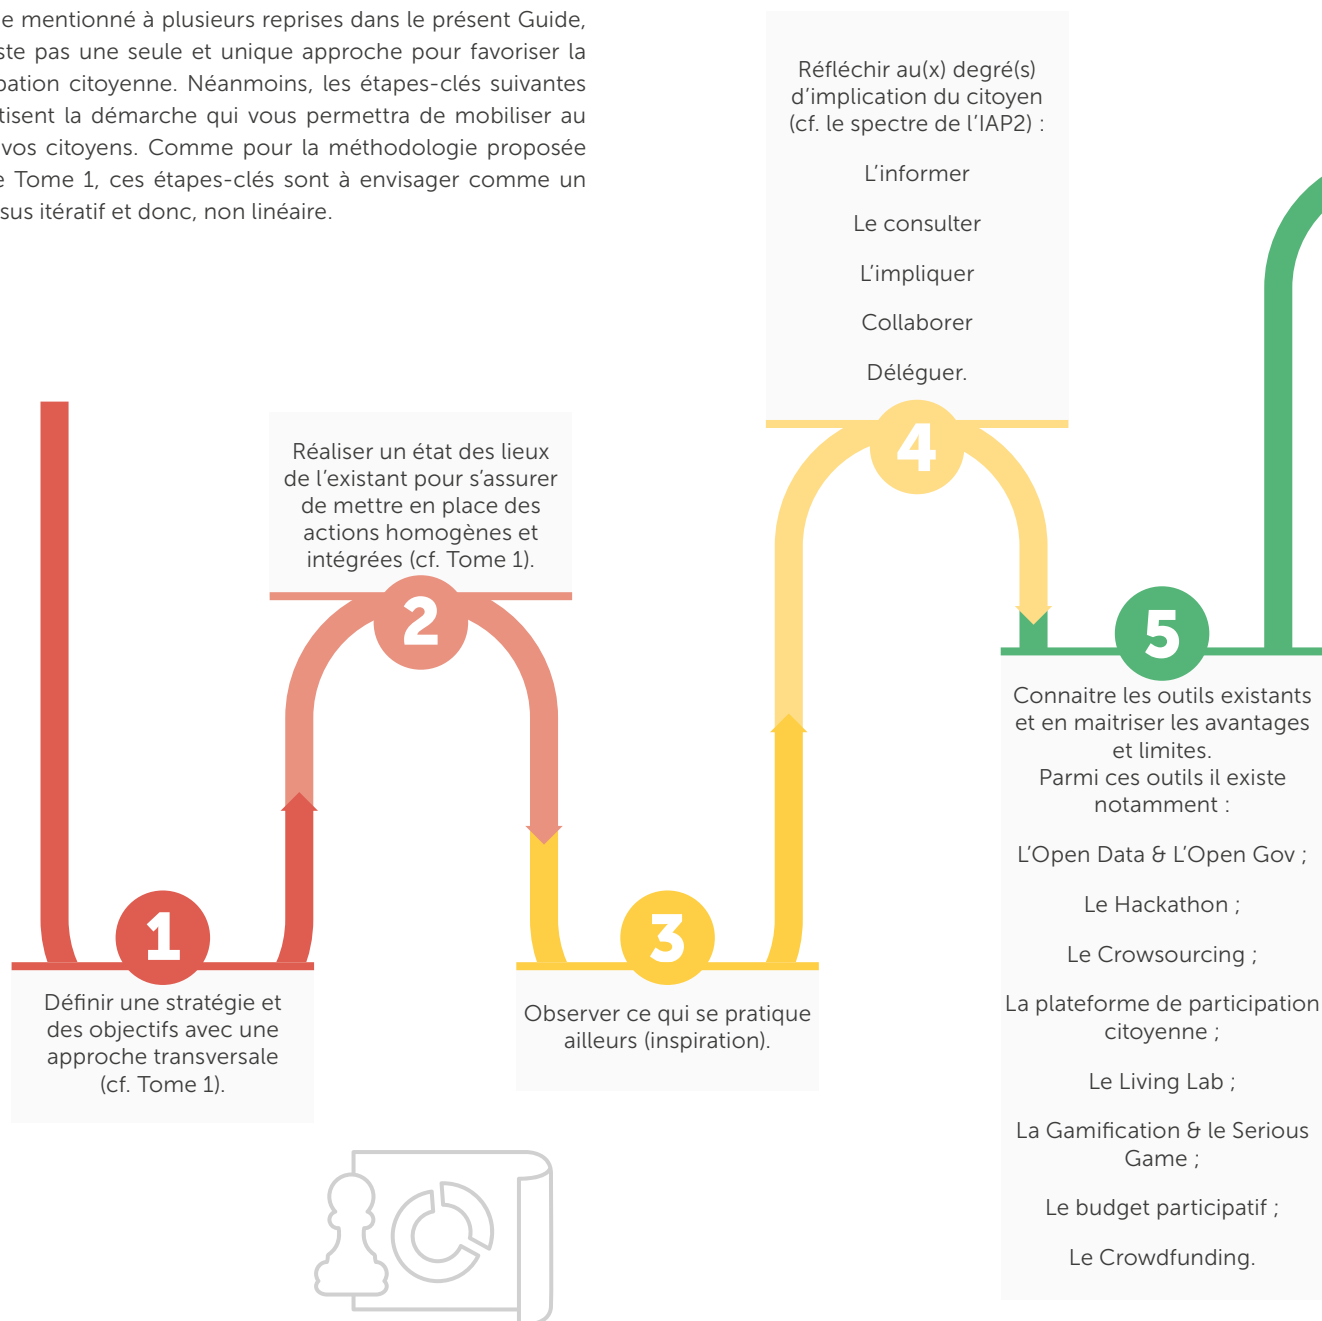 e mentionné à plusieurs reprises dans le présent Guide,
iste pas une seule et unique approche pour favoriser la
pation citoyenne. Néanmoins, les étapes-clés suivantes
tisent la démarche qui vous permettra de mobiliser au
vos citoyens. Comme pour la méthodologie proposée
e Tome 1, ces étapes-clés sont à envisager comme un
sus itératif et donc, non linéaire.
1
Définir une stratégie et
des objectifs avec une
approche transversale
(cf. Tome 1).
Réaliser un état des lieux
de l’existant pour s’assurer
de mettre en place des
actions homogènes et
intégrées (cf. Tome 1).
2
3
Observer ce qui se pratique
ailleurs (inspiration).
Réfléchir au(x) degré(s)
d’implication du citoyen
(cf. le spectre de l’IAP2) :
L’informer
Le consulter
L’impliquer
Collaborer
Déléguer.
4
5
Connaitre les outils existants
et en maitriser les avantages
et limites.
Parmi ces outils il existe
notamment :
L’Open Data & L’Open Gov ;
Le Hackathon ;
Le Crowsourcing ;
La plateforme de participation
citoyenne ;
Le Living Lab ;
La Gamification & le Serious
Game ;
Le budget participatif ;
Le Crowdfunding.